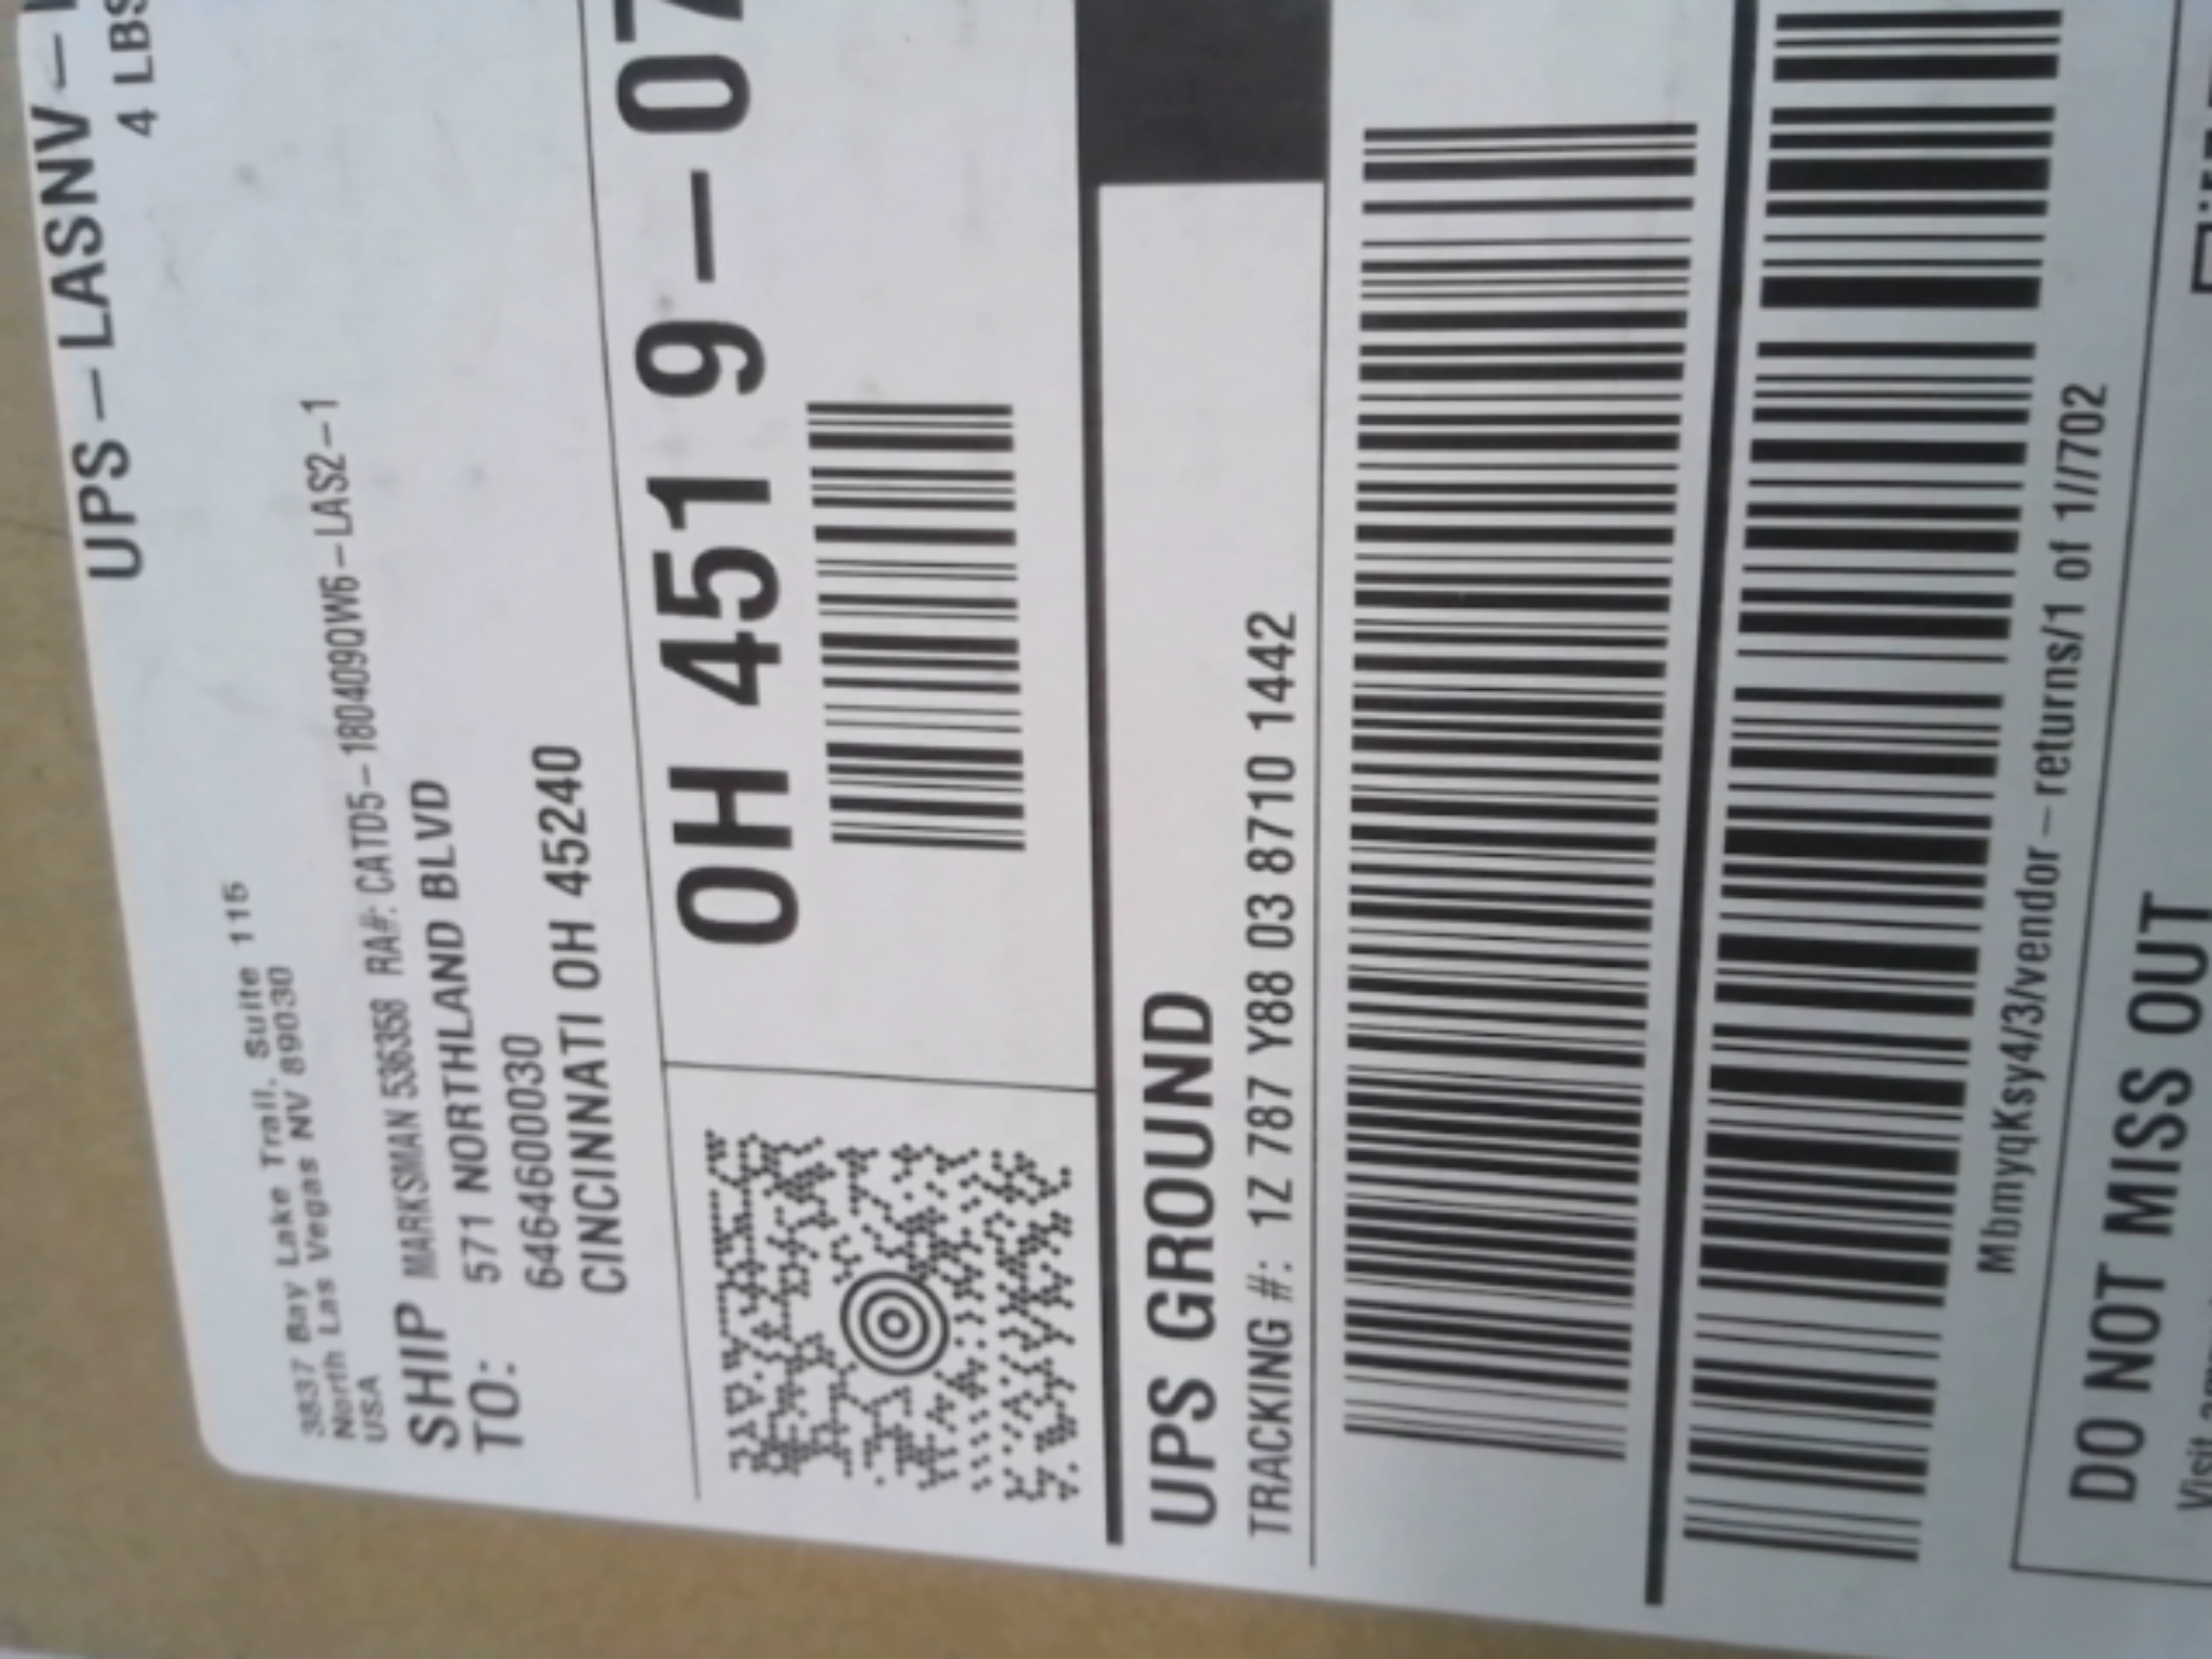 UPS-LASNV-
4 LBS
3837 Bay Lake Trail, Suite 115
North Las Vegas NV 89030
USA
SHIP MARKSMAN 536358 RA#: CATD5-1804090QW6-LAS2-1
TO: 571 NORTHLAND BLVD
6464600030
CINCINNATI OH 45240
OH 451 9-07
UPS GROUND
TRACKING #: 1Z 787 Y88 03 8710 1442
MbmyqKsy4/3/vendor-returns/1 of 1//702
DO NOT MISS OUT
Visit